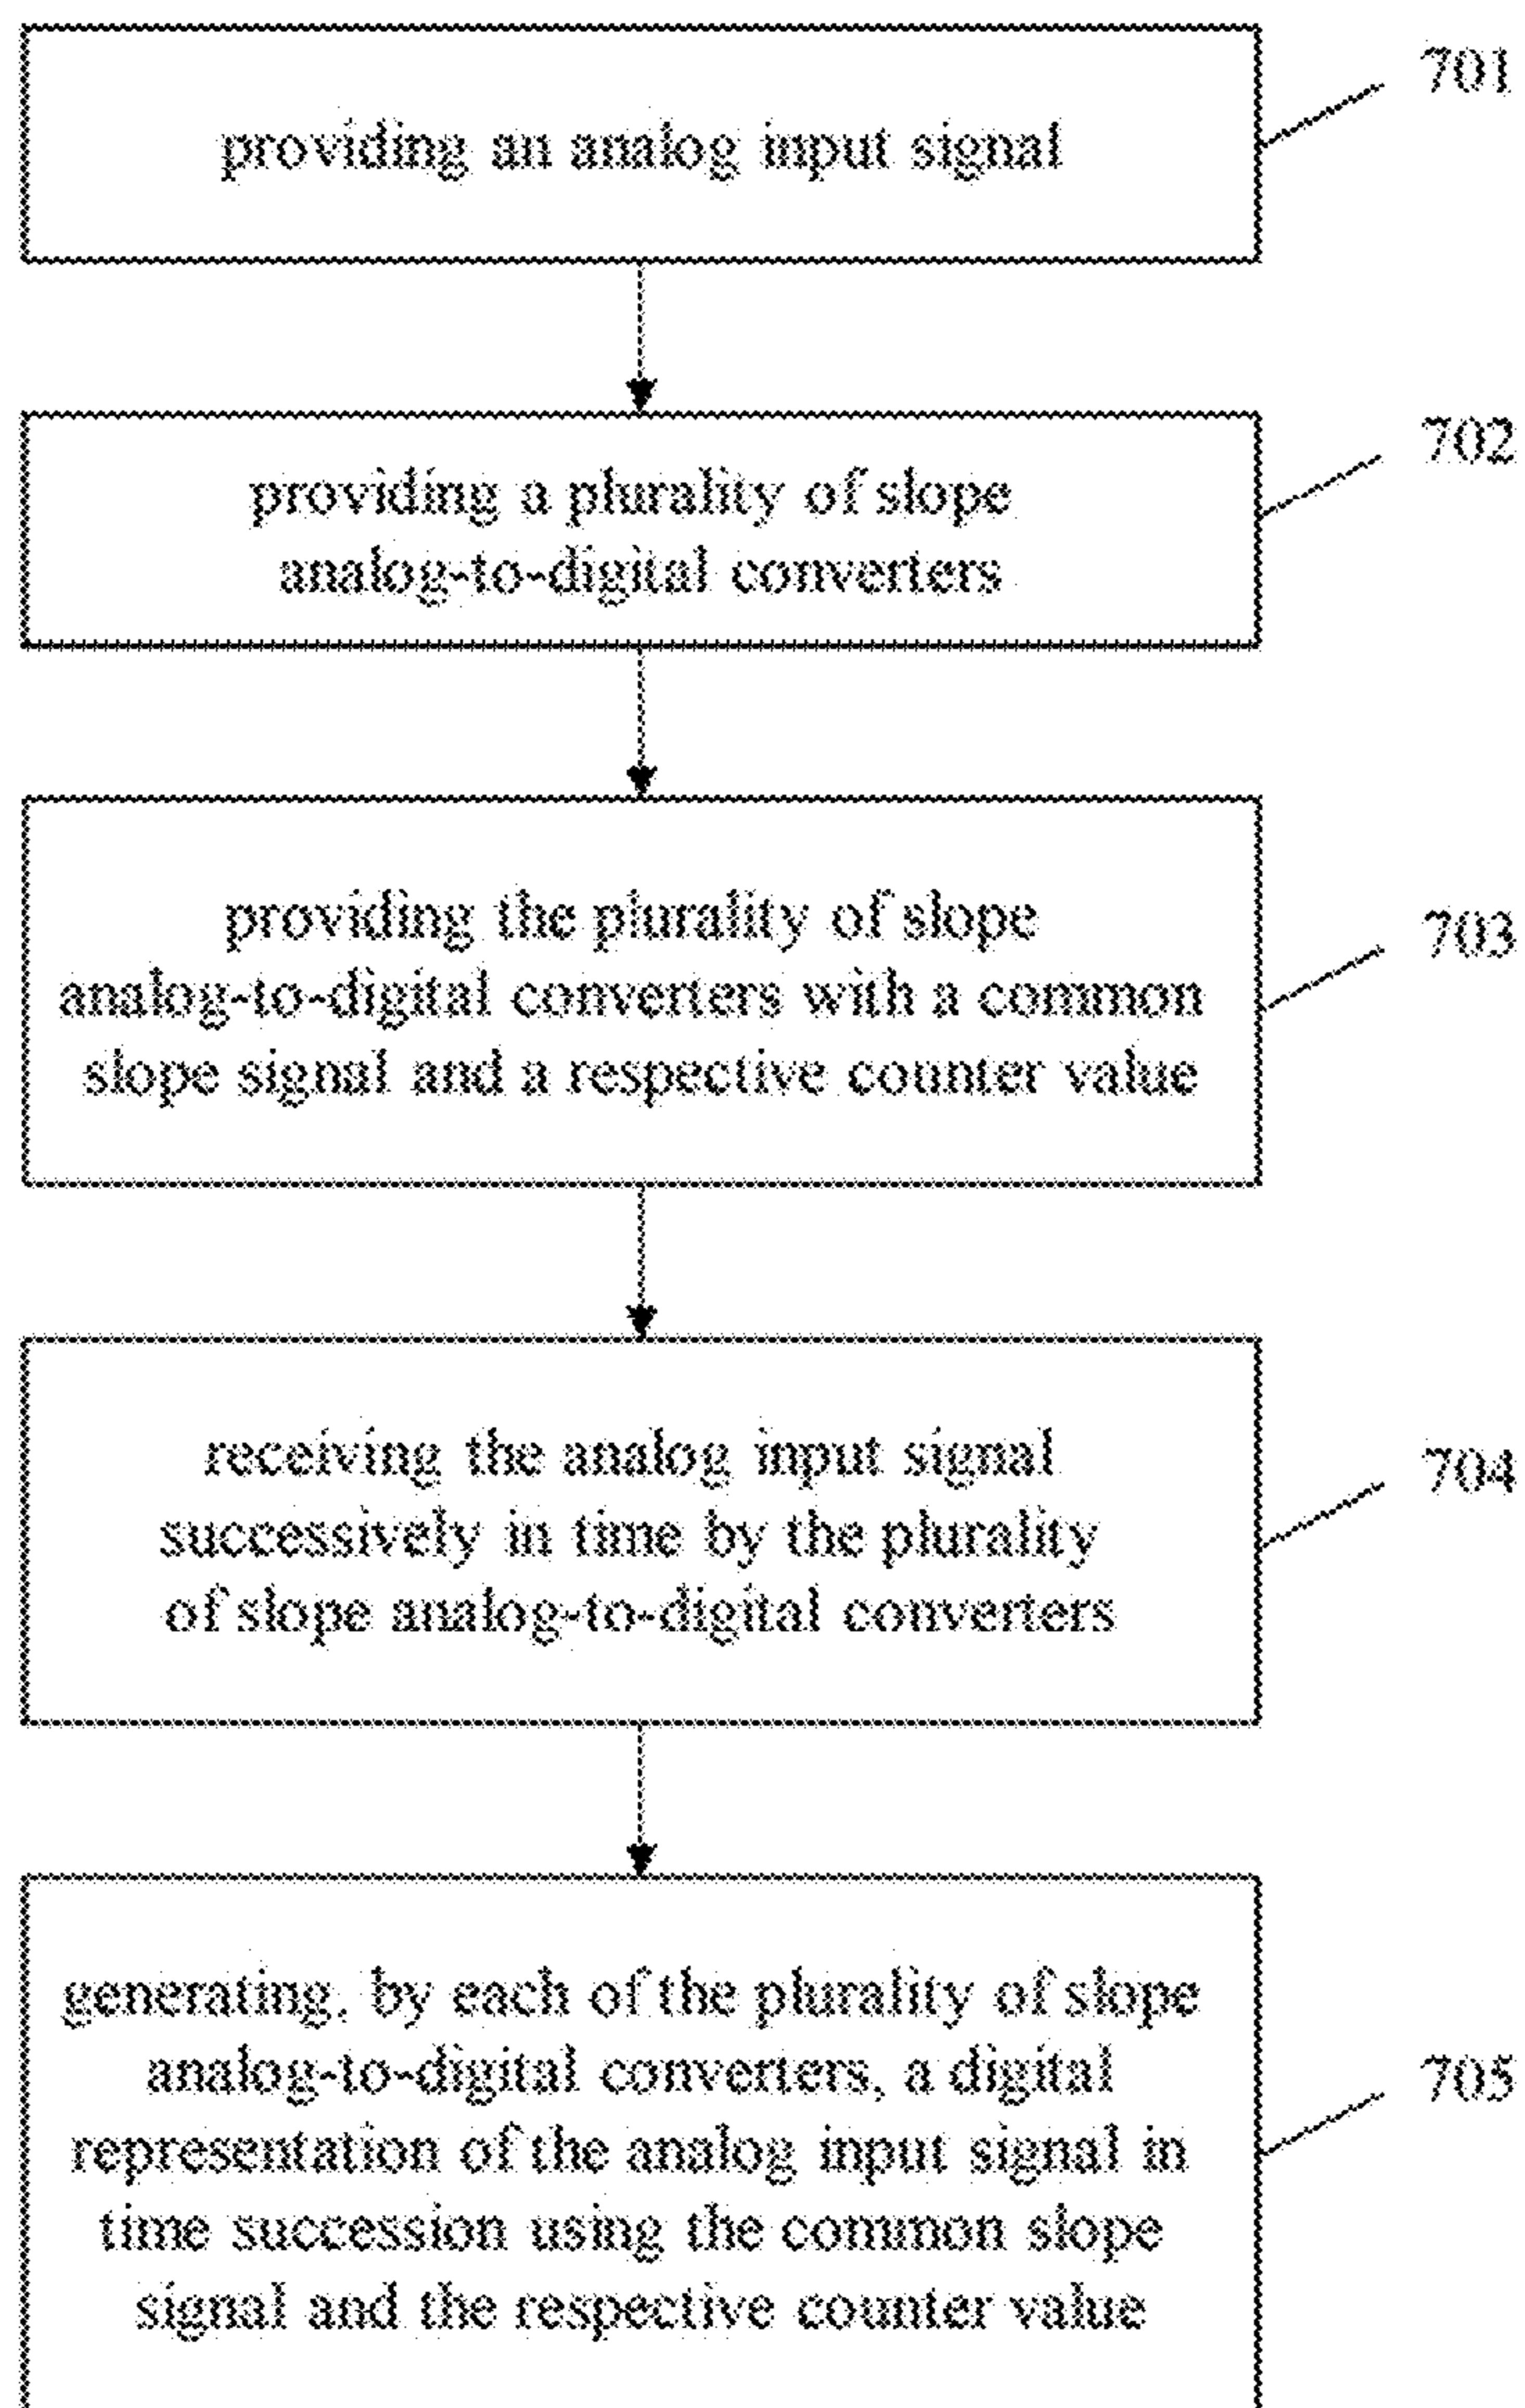 providing an analog input signal
701
providing a plurality of slope
analog-to-digital converters
702
providing the plurality of slope
analog-to-digital converters with a common
slope signal and a respective counter value
703
receiving the analog input signal
successively in time by the plurality
of slope analog-to-digital converters
704
generating, by each of the plurality of slope
analog-to-digital converters, a digital
representation of the analog input signal in
time succession using the common slope
signal and the respective counter value
705